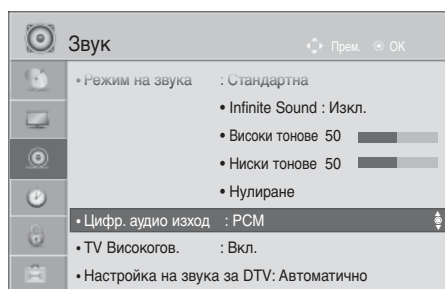 Звук
Прем. OK
• Режим на звука : Стандартна
• Infinite Sound : Изкл.
• Високи тонове 50
• Ниски тонове 50
• Нулиране
• Цифр. аудио изход : PCM
• TV Високогов. : Вкл.
• Настройка на звука за DTV: Автоматично